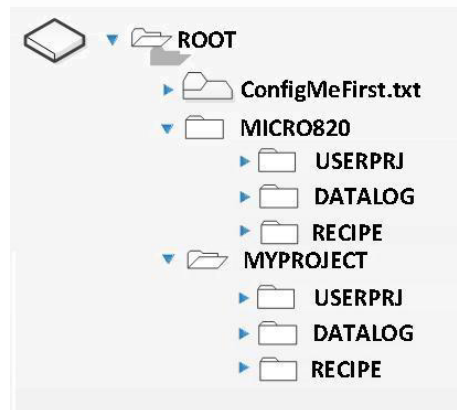 ROOT
ConfigMeFirst.txt
MICRO820
USERPRJ
DATALOG
RECIPE
MYPROJECT
USERPRJ
DATALOG
RECIPE